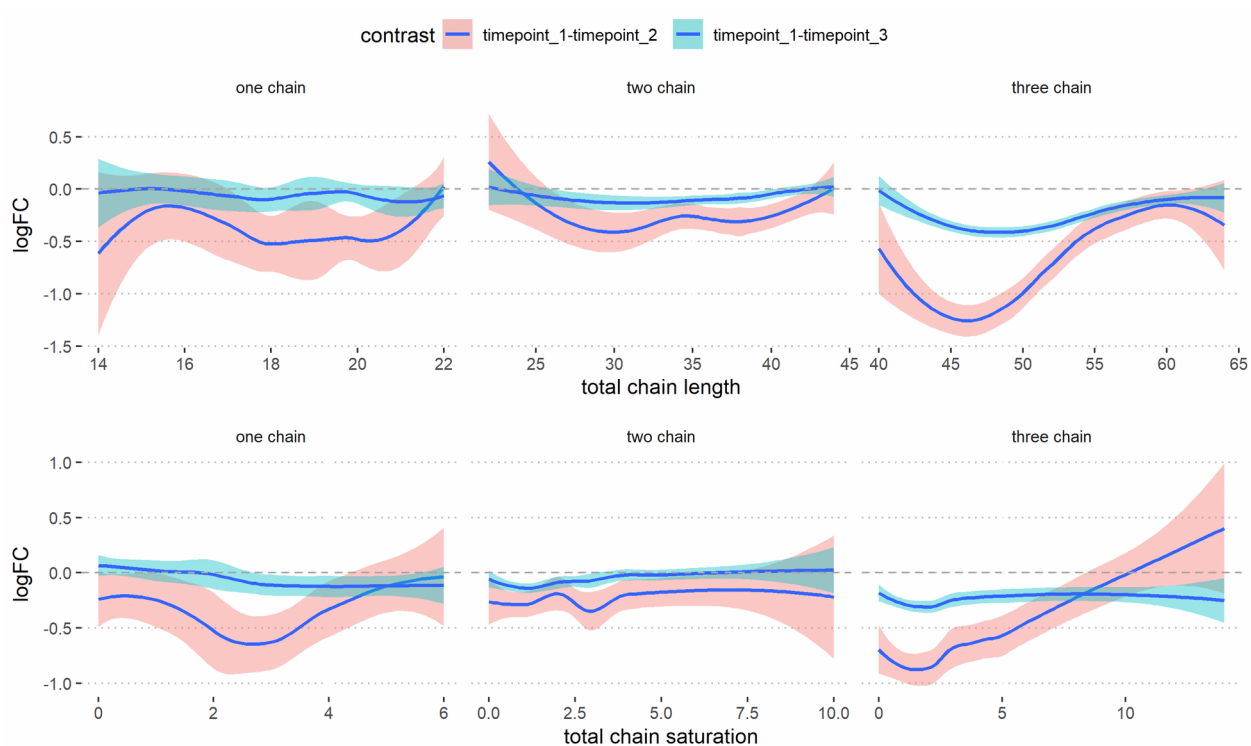 contrast timepoint_1-timepoint_2 timepoint_1-timepoint_3
one chain two chain three chain
logFC
0.5
0.0
-0.5
-1.0
-1.5
14 16 18 20 22 25 30 35 40 45 40 45 50 55 60 65
total chain length
one chain two chain three chain
logFC
1.0
0.5
0.0
-0.5
-1.0
0 2 4 6 0.0 2.5 5.0 7.5 10.0 0 5 10
total chain saturation